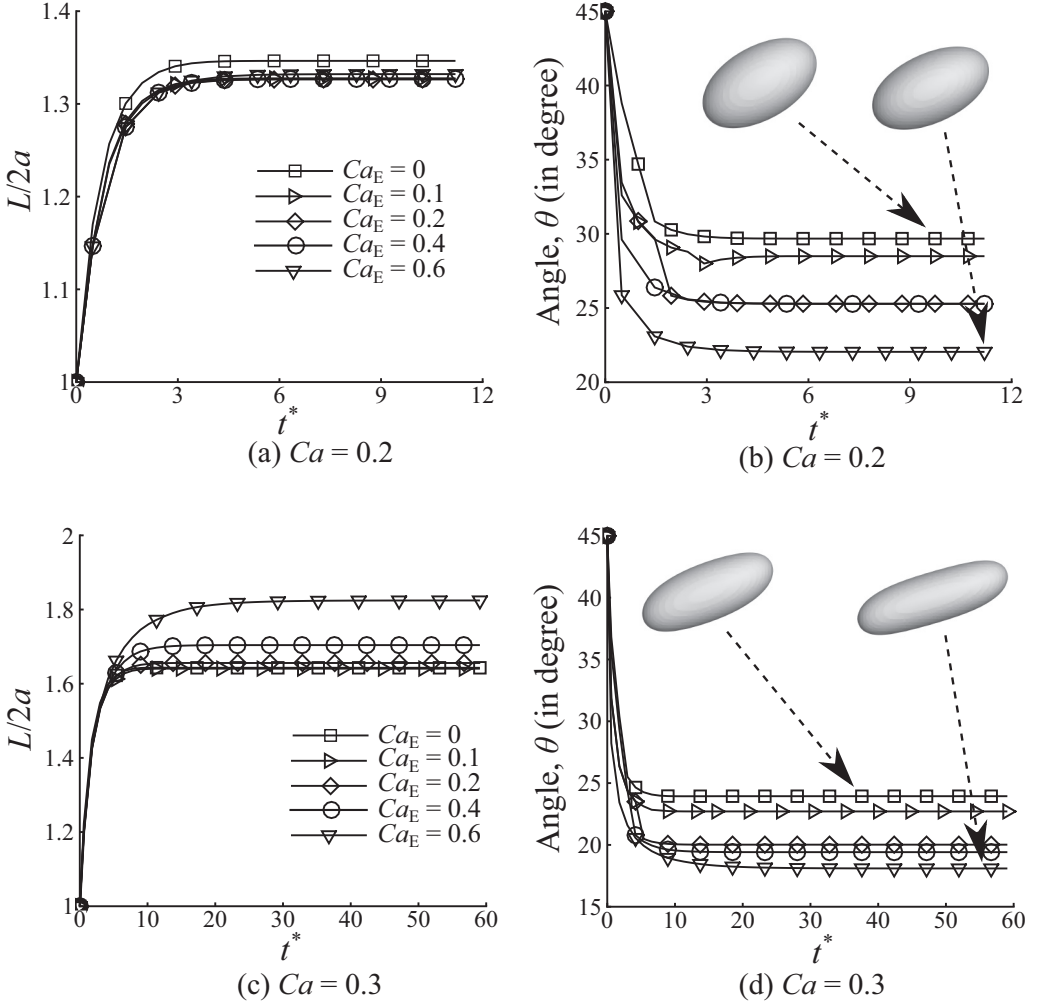 1.4
1.3
1.2
1.1
1
0
3
6
9
12
L/2a
t*
Ca_E = 0
Ca_E = 0.1
Ca_E = 0.2
Ca_E = 0.4
Ca_E = 0.6
(a) Ca = 0.2
45
40
35
30
25
20
0
3
6
9
12
Angle, θ (in degree)
t*
(b) Ca = 0.2
2
1.8
1.6
1.4
1.2
1
0
10
20
30
40
50
60
L/2a
t*
Ca_E = 0
Ca_E = 0.1
Ca_E = 0.2
Ca_E = 0.4
Ca_E = 0.6
(c) Ca = 0.3
45
40
35
30
25
20
15
0
10
20
30
40
50
60
Angle, θ (in degree)
t*
(d) Ca = 0.3